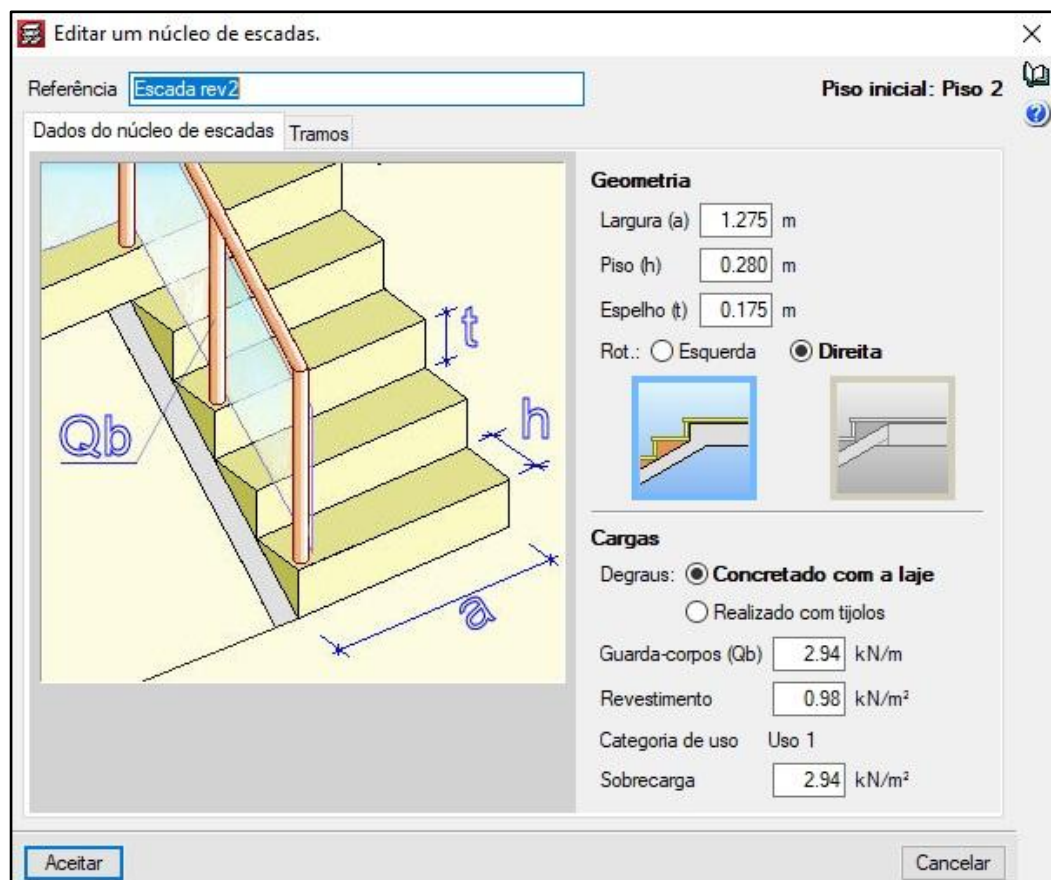 Editar um núcleo de escadas.
Referência Escada rev2 Piso inicial: Piso 2
Dados do núcleo de escadas Tramos
Geometria
Largura (a) 1.275 m
Piso (h) 0.280 m
Espelho (t) 0.175 m
Rot.: Esquerda Direita
t
h
Qb
a
Cargas
Degraus: Concretado com a laje
Realizado com tijolos
Guarda-corpos (Qb) 2.94 kN/m
Revestimento 0.98 kN/m²
Categoria de uso Uso 1
Sobrecarga 2.94 kN/m²
Aceitar Cancelar